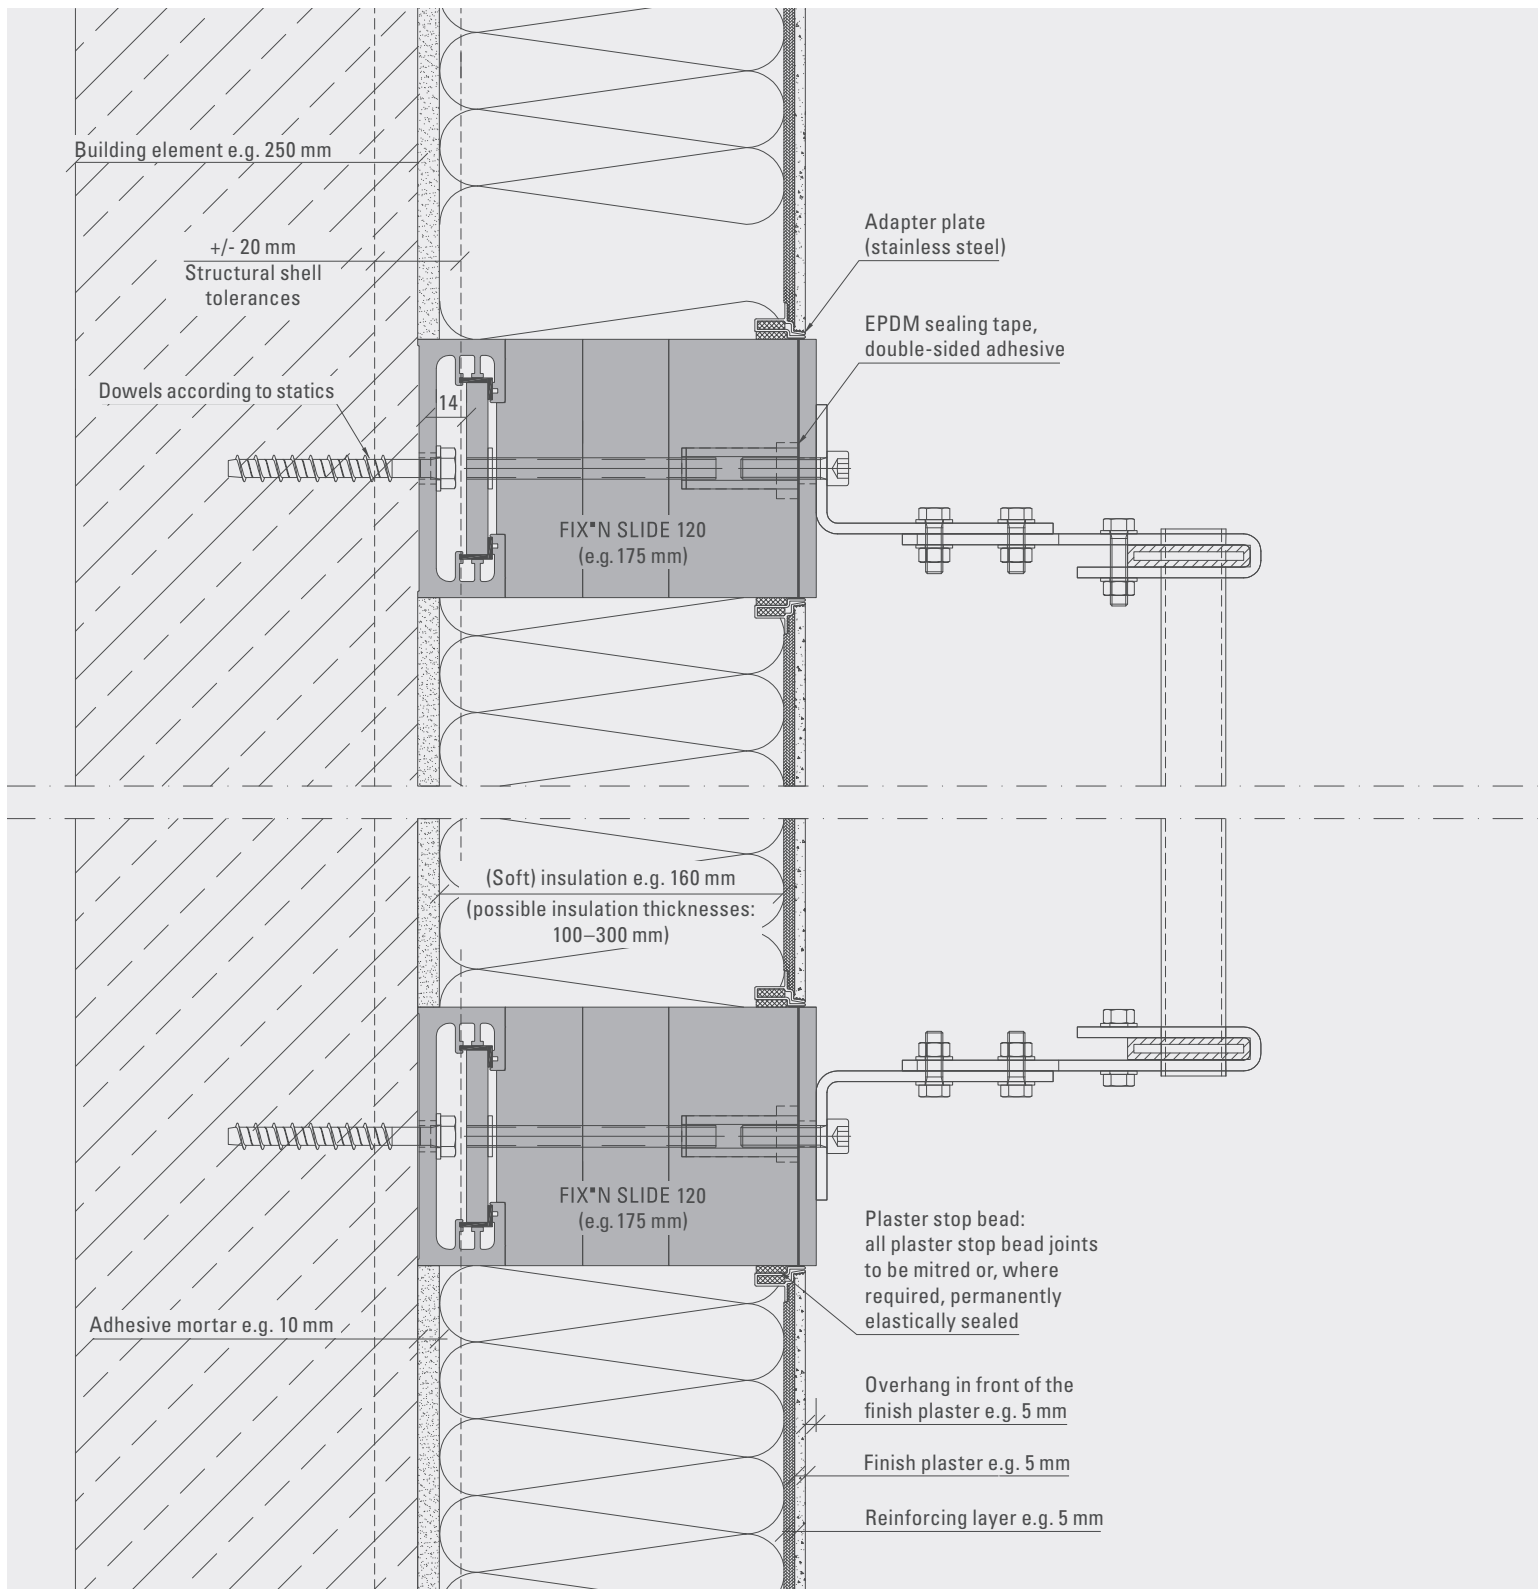 Building element e.g. 250 mm
+/- 20 mm
Structural shell
tolerances
Adapter plate
(stainless steel)
EPDM sealing tape,
double-sided adhesive
Dowels according to statics
14
FIX■N SLIDE 120
(e.g. 175 mm)
(Soft) insulation e.g. 160 mm
(possible insulation thicknesses:
100–300 mm)
FIX■N SLIDE 120
(e.g. 175 mm)
Plaster stop bead:
all plaster stop bead joints
to be mitred or, where
required, permanently
elastically sealed
Adhesive mortar e.g. 10 mm
Overhang in front of the
finish plaster e.g. 5 mm
Finish plaster e.g. 5 mm
Reinforcing layer e.g. 5 mm